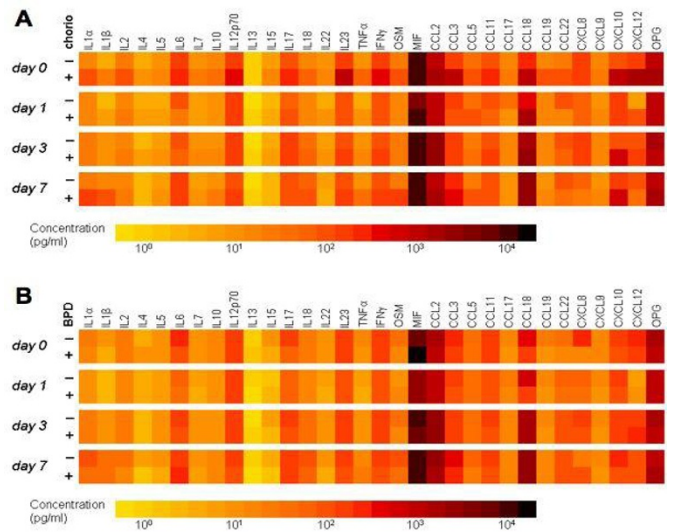 A
chorio IL1α IL1β IL2 IL4 IL5 IL6 IL7 IL10 IL12p70 IL13 IL15 IL17 IL18 IL22 IL23 TNFα IFNγ OSM MIF CCL2 CCL3 CCL5 CCL11 CCL17 CCL18 CCL19 CCL22 CXCL8 CXCL9 CXCL10 CXCL12 OPG
day 0 − +
day 1 − +
day 3 − +
day 7 − +
Concentration
(pg/ml)
10⁰ 10¹ 10² 10³ 10⁴
B
BPD IL1α IL1β IL2 IL4 IL5 IL6 IL7 IL10 IL12p70 IL13 IL15 IL17 IL18 IL22 IL23 TNFα IFNγ OSM MIF CCL2 CCL3 CCL5 CCL11 CCL17 CCL18 CCL19 CCL22 CXCL8 CXCL9 CXCL10 CXCL12 OPG
day 0 − +
day 1 − +
day 3 − +
day 7 − +
Concentration
(pg/ml)
10⁰ 10¹ 10² 10³ 10⁴